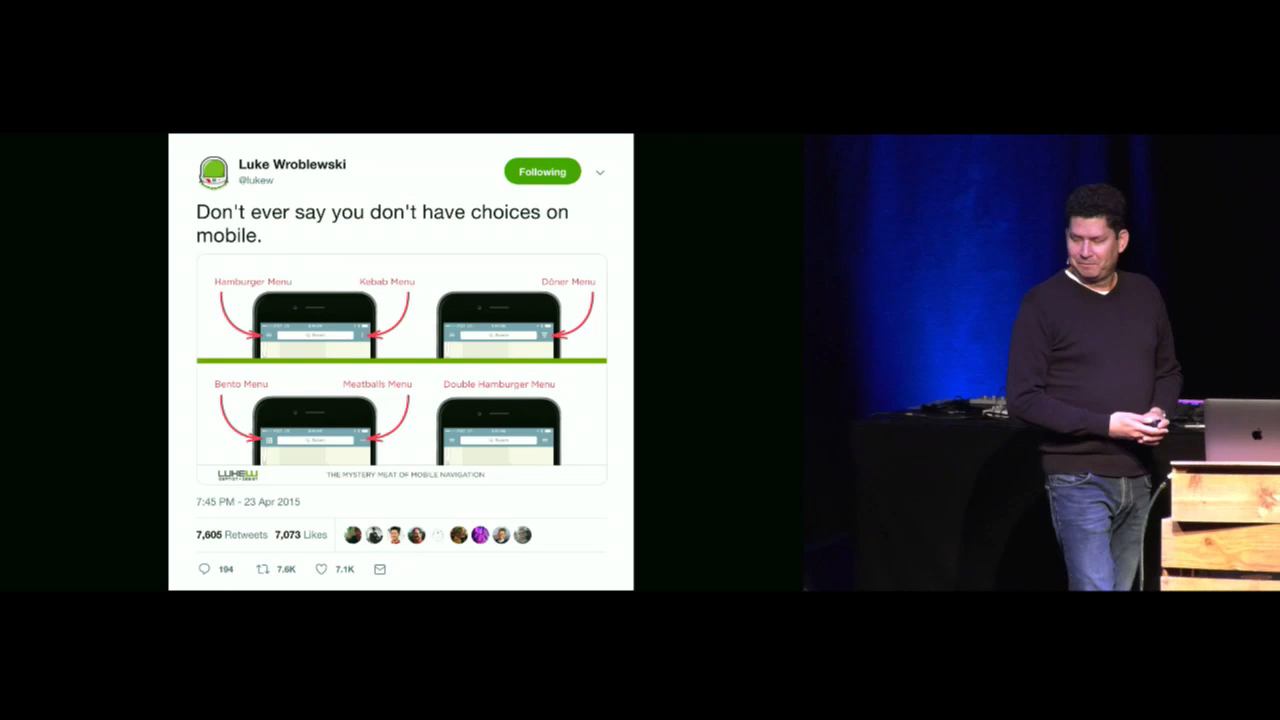 Luke Wroblewski
@lukew
Following
Don't ever say you don't have choices on
mobile.
Hamburger Menu
Kebab Menu
Döner Menu
Bento Menu
Meatballs Menu
Double Hamburger Menu
LUKEW
THE MYSTERY MEAT OF MOBILE NAVIGATION
7:45 PM - 23 Apr 2015
7,605 Retweets 7,073 Likes
194 7.6K 7.1K